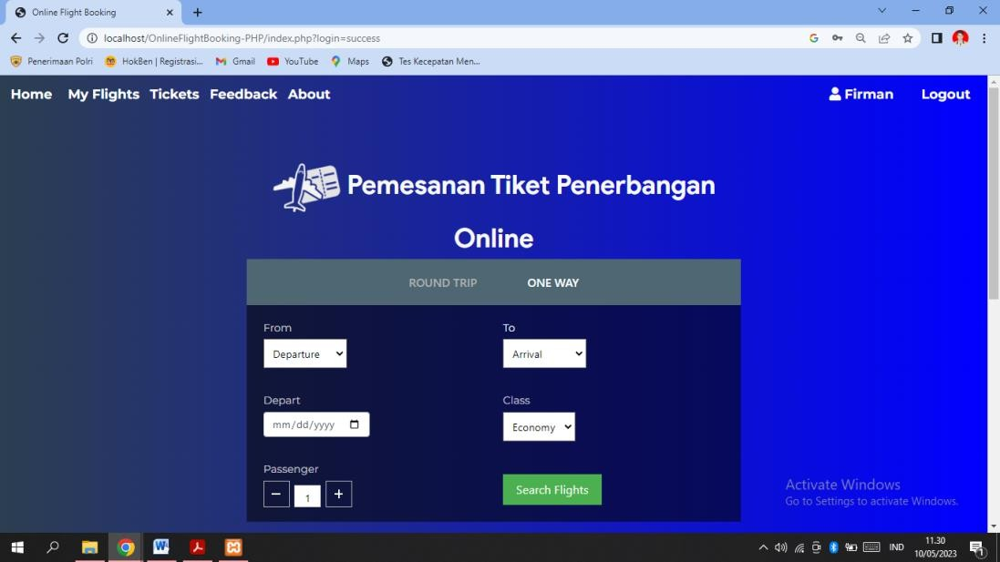 Online Flight Booking
localhost/OnlineFlightBooking-PHP/index.php?login=success
Penerimaan Polri HokBen | Registrasi... Gmail YouTube Maps Tes Kecepatan Men...
Home My Flights Tickets Feedback About Firman Logout
Pemesanan Tiket Penerbangan
Online
ROUND TRIP ONE WAY
From To
Departure Arrival
Depart Class
mm/dd/yyyy Economy
Passenger
1 Search Flights
Activate Windows
Go to Settings to activate Windows.
IND 11.30
10/05/2023 1